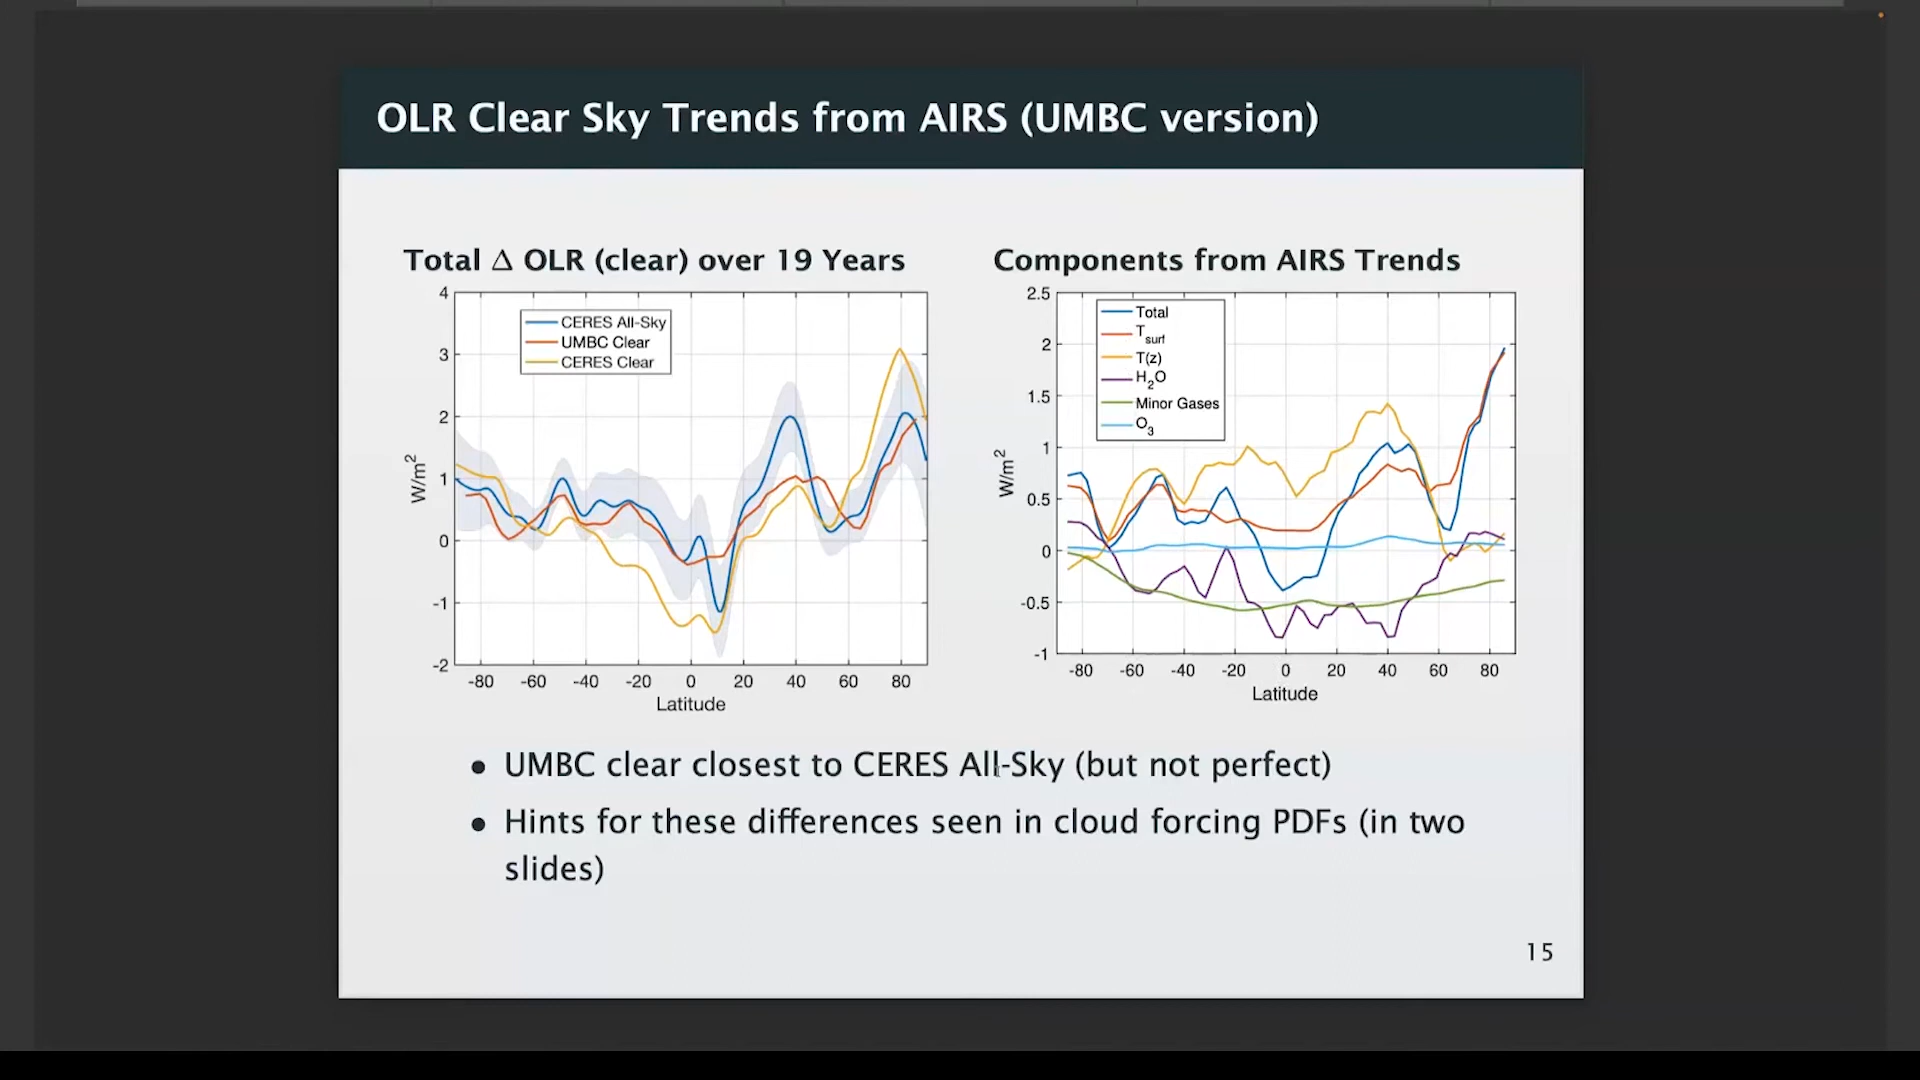 OLR Clear Sky Trends from AIRS (UMBC version)
Total Δ OLR (clear) over 19 Years
4
3
2
1
0
-1
-2
W/m²
CERES All-Sky
UMBC Clear
CERES Clear
-80 -60 -40 -20 0 20 40 60 80
Latitude
Components from AIRS Trends
2.5
2
1.5
1
0.5
0
-0.5
-1
W/m²
Total
T_surf
T(z)
H₂O
Minor Gases
O₃
-80 -60 -40 -20 0 20 40 60 80
Latitude
• UMBC clear closest to CERES All-Sky (but not perfect)
• Hints for these differences seen in cloud forcing PDFs (in two
slides)
15